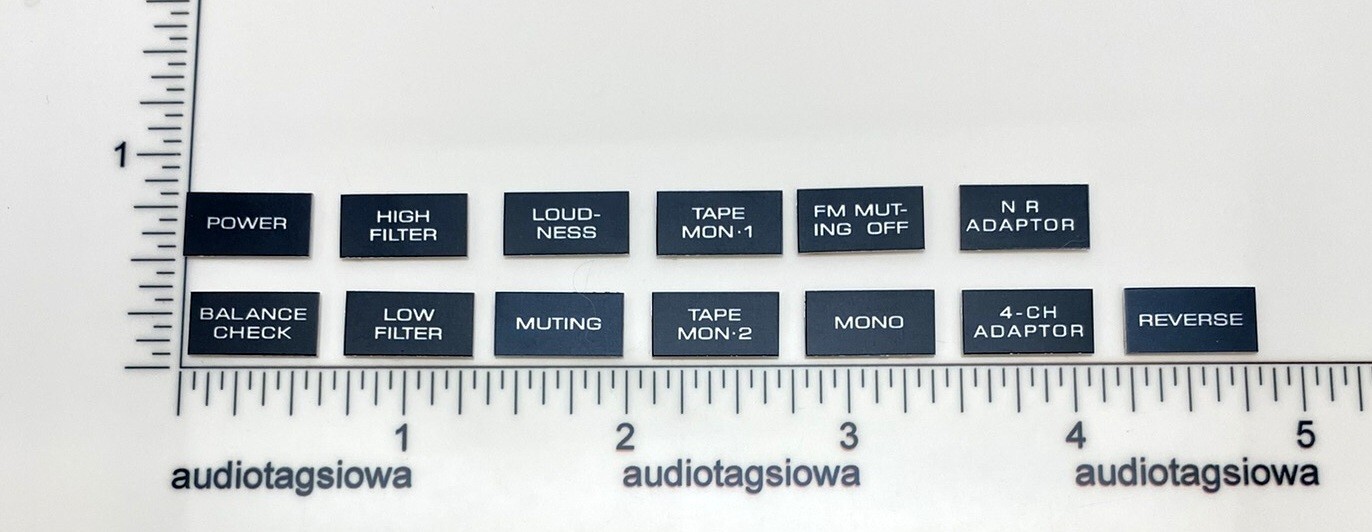 1
POWER
HIGH
FILTER
LOUD-
NESS
TAPE
MON·1
FM MUT-
ING OFF
N R
ADAPTOR
BALANCE
CHECK
LOW
FILTER
MUTING
TAPE
MON·2
MONO
4-CH
ADAPTOR
REVERSE
1 2 3 4 5
audiotagsiowa audiotagsiowa audiotagsiowa